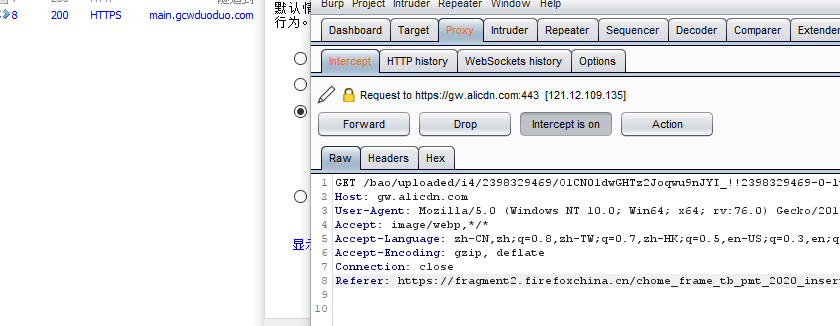 8 200 HTTPS main.gcwduoduo.com
行为。
显示
Burp Project Intruder Repeater Window Help
Dashboard Target Proxy Intruder Repeater Sequencer Decoder Comparer Extender
Intercept HTTP history WebSockets history Options
Request to https://gw.alicdn.com:443 [121.12.109.135]
Forward Drop Intercept is on Action
Raw Headers Hex
1 GET /bao/uploaded/i4/2398329469/
2 Host: gw.alicdn.com
3 User-Agent: Mozilla/5.0 (Windows NT 10.0; Win64; x64; rv:76.0) Gecko/201
4 Accept: image/webp,*/*
5 Accept-Language: zh-CN,zh;q=0.8,zh-TW;q=0.7,zh-HK;q=0.5,en-US;q=0.3,en;q
6 Accept-Encoding: gzip, deflate
7 Connection: close
8 Referer: https://fragment2.firefoxchina.cn/chome_frame_tb_pmt_2020_inser
9
10